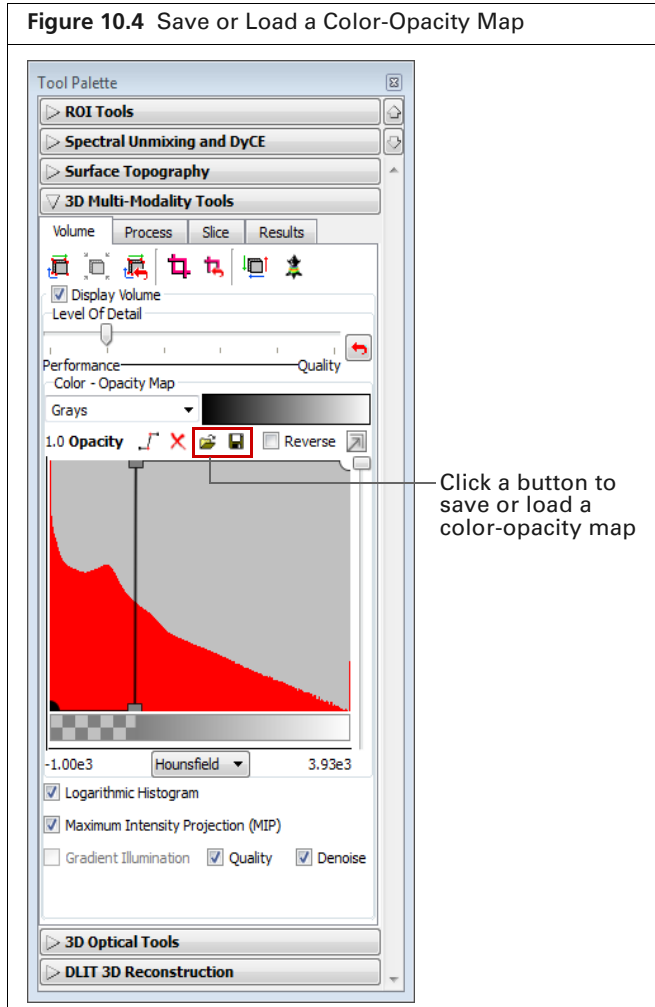 Figure 10.4 Save or Load a Color-Opacity Map
Tool Palette
ROI Tools
Spectral Unmixing and DyCE
Surface Topography
3D Multi-Modality Tools
Volume Process Slice Results
Display Volume
Level Of Detail
Performance Quality
Color - Opacity Map
Grays
1.0 Opacity Reverse
Click a button to
save or load a
color-opacity map
-1.00e3 Hounsfield 3.93e3
Logarithmic Histogram
Maximum Intensity Projection (MIP)
Gradient Illumination Quality Denoise
3D Optical Tools
DLIT 3D Reconstruction